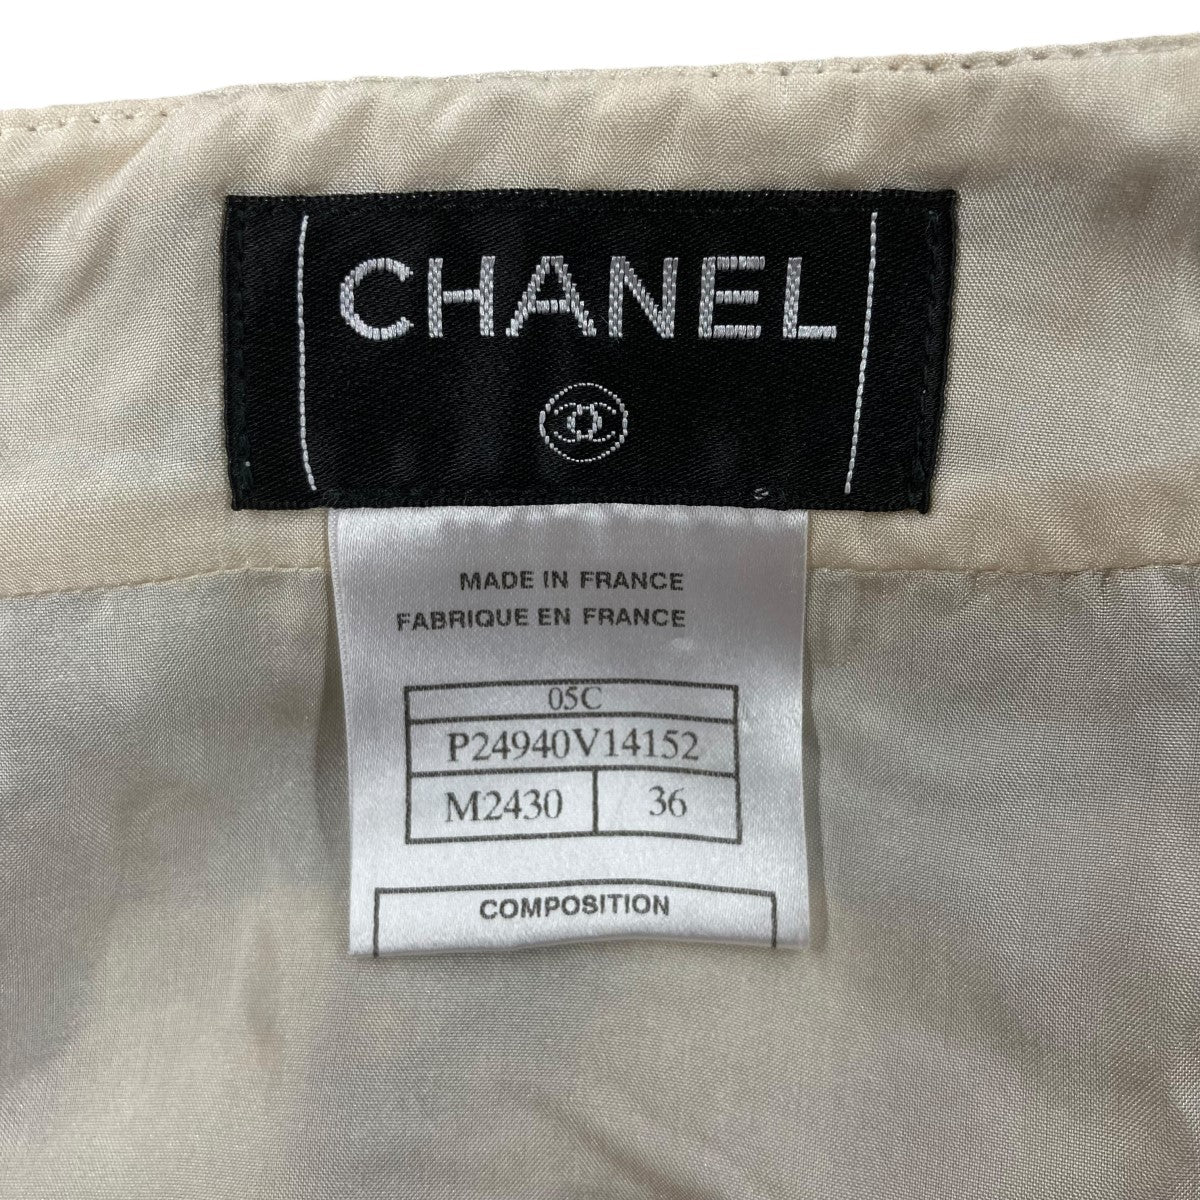 CHANEL
MADE IN FRANCE
FABRIQUE EN FRANCE
05C
P24940V14152
M2430 36
COMPOSITION